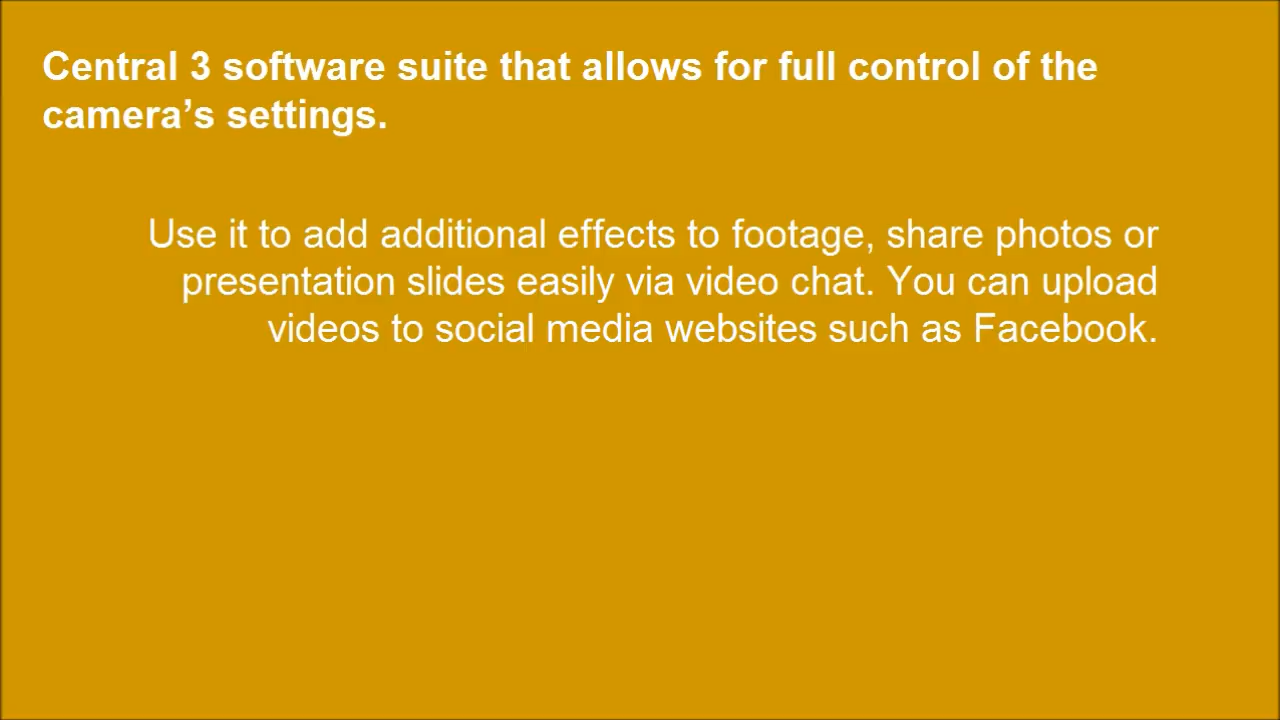 Central 3 software suite that allows for full control of the
camera’s settings.
Use it to add additional effects to footage, share photos or
presentation slides easily via video chat. You can upload
videos to social media websites such as Facebook.